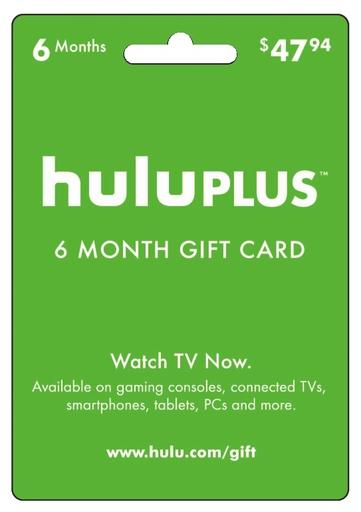 6 Months $47.94
huluPLUS™
6 MONTH GIFT CARD
Watch TV Now.
Available on gaming consoles, connected TVs,
smartphones, tablets, PCs and more.
www.hulu.com/gift